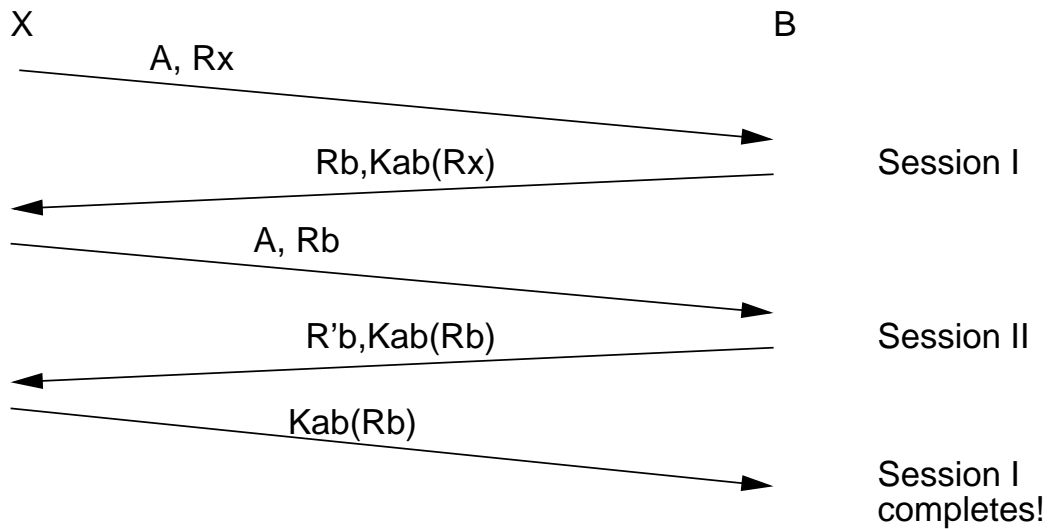 X
B
A, Rx
Rb,Kab(Rx)
Session I
A, Rb
R'b,Kab(Rb)
Session II
Kab(Rb)
Session I
completes!